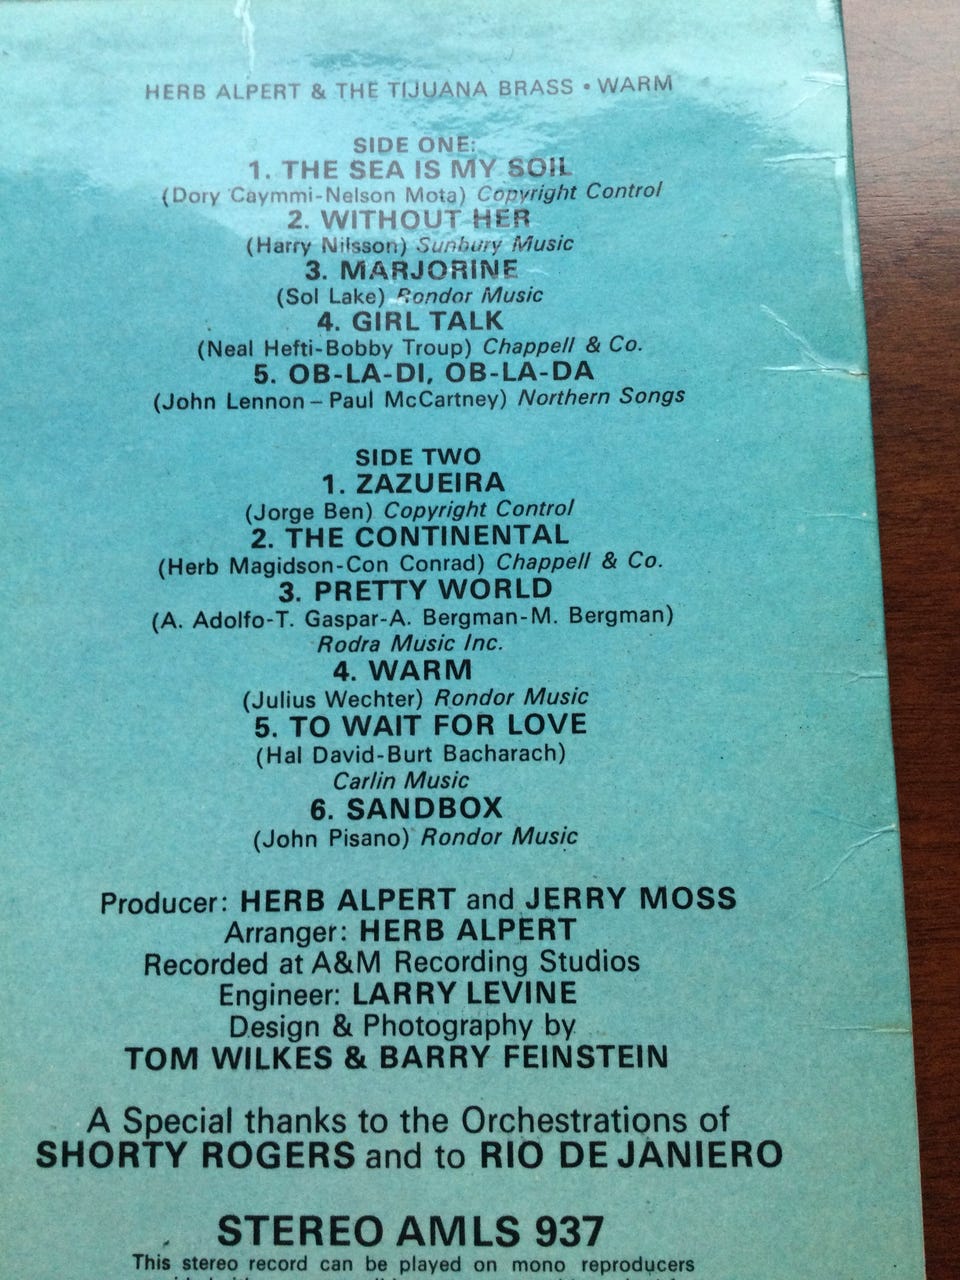 HERB ALPERT & THE TIJUANA BRASS • WARM
SIDE ONE:
1. THE SEA IS MY SOIL
(Dory Caymmi-Nelson Mota) Copyright Control
2. WITHOUT HER
(Harry Nilsson) Sunbury Music
3. MARJORINE
(Sol Lake) Rondor Music
4. GIRL TALK
(Neal Hefti-Bobby Troup) Chappell & Co.
5. OB-LA-DI, OB-LA-DA
(John Lennon – Paul McCartney) Northern Songs
SIDE TWO
1. ZAZUEIRA
(Jorge Ben) Copyright Control
2. THE CONTINENTAL
(Herb Magidson-Con Conrad) Chappell & Co.
3. PRETTY WORLD
(A. Adolfo-T. Gaspar-A. Bergman-M. Bergman)
Rodra Music Inc.
4. WARM
(Julius Wechter) Rondor Music
5. TO WAIT FOR LOVE
(Hal David-Burt Bacharach)
Carlin Music
6. SANDBOX
(John Pisano) Rondor Music
Producer: HERB ALPERT and JERRY MOSS
Arranger: HERB ALPERT
Recorded at A&M Recording Studios
Engineer: LARRY LEVINE
Design & Photography by
TOM WILKES & BARRY FEINSTEIN
A Special thanks to the Orchestrations of
SHORTY ROGERS and to RIO DE JANIERO
STEREO AMLS 937
This stereo record can be played on mono reproducers